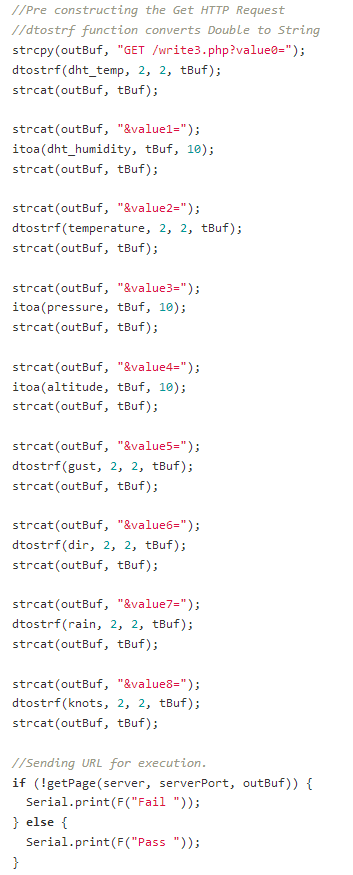 //Pre constructing the Get HTTP Request
//dtostrf function converts Double to String
strcpy(outBuf, "GET /write3.php?value0=");
dtostrf(dht_temp, 2, 2, tBuf);
strcat(outBuf, tBuf);

strcat(outBuf, "&value1=");
itoa(dht_humidity, tBuf, 10);
strcat(outBuf, tBuf);

strcat(outBuf, "&value2=");
dtostrf(temperature, 2, 2, tBuf);
strcat(outBuf, tBuf);

strcat(outBuf, "&value3=");
itoa(pressure, tBuf, 10);
strcat(outBuf, tBuf);

strcat(outBuf, "&value4=");
itoa(altitude, tBuf, 10);
strcat(outBuf, tBuf);

strcat(outBuf, "&value5=");
dtostrf(gust, 2, 2, tBuf);
strcat(outBuf, tBuf);

strcat(outBuf, "&value6=");
dtostrf(dir, 2, 2, tBuf);
strcat(outBuf, tBuf);

strcat(outBuf, "&value7=");
dtostrf(rain, 2, 2, tBuf);
strcat(outBuf, tBuf);

strcat(outBuf, "&value8=");
dtostrf(knots, 2, 2, tBuf);
strcat(outBuf, tBuf);

//Sending URL for execution.
if (!getPage(server, serverPort, outBuf)) {
  Serial.print(F("Fail "));
} else {
  Serial.print(F("Pass "));
}